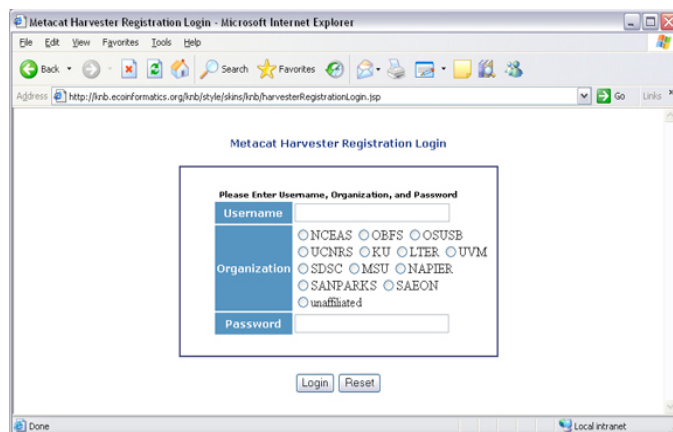 Metacat Harvester Registration Login - Microsoft Internet Explorer
File Edit View Favorites Tools Help
Back Search Favorites
Address http://knb.ecoinformatics.org/knb/style/skins/knb/harvesterRegistrationLogin.jsp Go Links »
Metacat Harvester Registration Login
Please Enter Username, Organization, and Password
Username
Organization NCEAS OBFS OSUSB
UCNRS KU LTER UVM
SDSC MSU NAPIER
SANPARKS SAEON
unaffiliated
Password
Login Reset
Done Local intranet